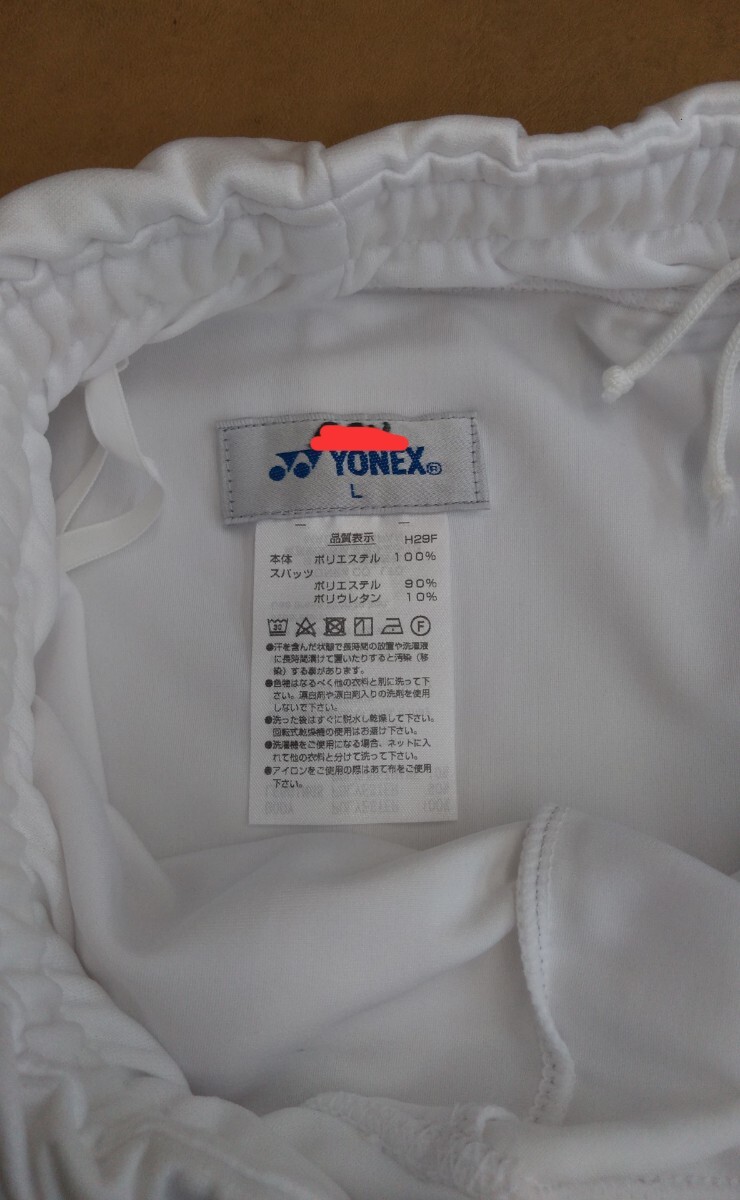 YONEX®
L
品質表示 H29F
本体 ポリエステル 100%
スパッツ
ポリエステル 90%
ポリウレタン 10%
30 F
●汗を含んだ状態で長時間の放置や洗濯液
に長時間漬けて置いたりすると汚染(移
染)する事があります。
●色物はなるべく他の衣料と別に洗って下
さい。漂白剤や漂白剤入りの洗剤を使用
しないで下さい。
●洗った後はすぐに脱水し乾燥して下さい。
回転式乾燥機の使用はお避け下さい。
●洗濯機をご使用になる場合、ネットに入
れて他の衣料と分けて洗って下さい。
●アイロンをご使用の際はあて布をご使用
下さい。